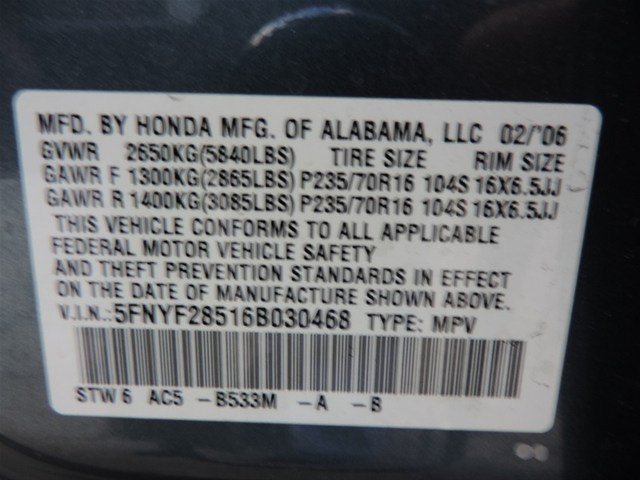 MFD. BY HONDA MFG. OF ALABAMA, LLC 02/'06
GVWR 2650KG(5840LBS) TIRE SIZE RIM SIZE
GAWR F 1300KG(2865LBS) P235/70R16 104S 16X6.5JJ
GAWR R 1400KG(3085LBS) P235/70R16 104S 16X6.5JJ
THIS VEHICLE CONFORMS TO ALL APPLICABLE
FEDERAL MOTOR VEHICLE SAFETY
AND THEFT PREVENTION STANDARDS IN EFFECT
ON THE DATE OF MANUFACTURE SHOWN ABOVE.
V.I.N.:5FNYF28516B030468 TYPE: MPV
STW6 AC5 -B533M -A -B